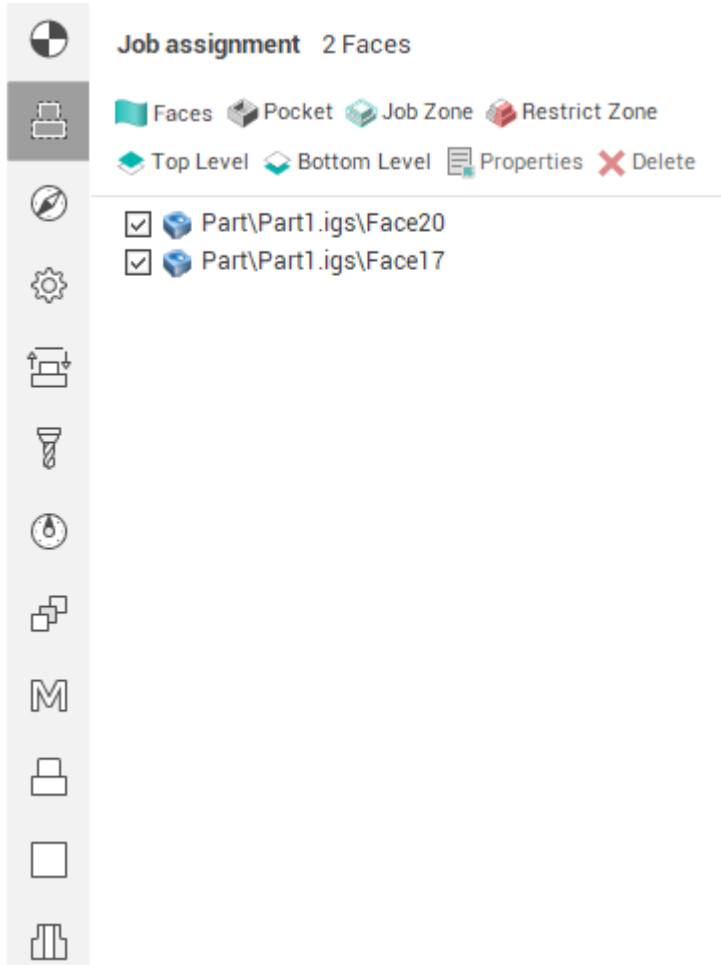 Job assignment 2 Faces
Faces Pocket Job Zone Restrict Zone
Top Level Bottom Level Properties Delete
Part\Part1.igs\Face20
Part\Part1.igs\Face17
M